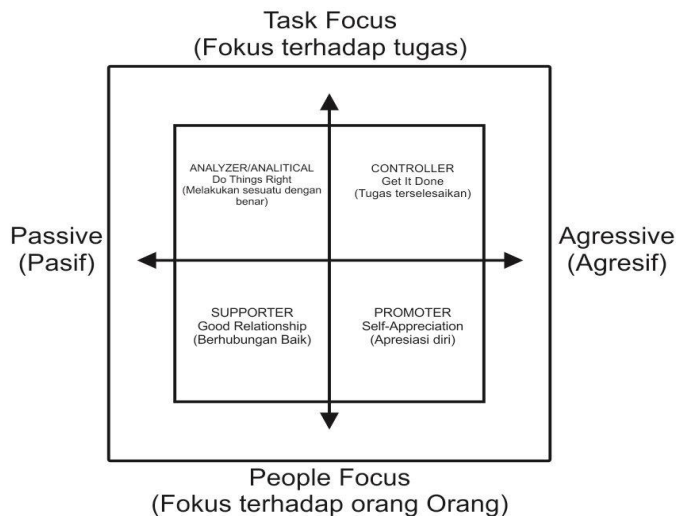 Task Focus
(Fokus terhadap tugas)
ANALYZER/ANALITICAL
Do Things Right
(Melakukan sesuatu dengan
benar)
CONTROLLER
Get It Done
(Tugas terselesaikan)
Passive
(Pasif)
Agressive
(Agresif)
SUPPORTER
Good Relationship
(Berhubungan Baik)
PROMOTER
Self-Appreciation
(Apresiasi diri)
People Focus
(Fokus terhadap orang Orang)